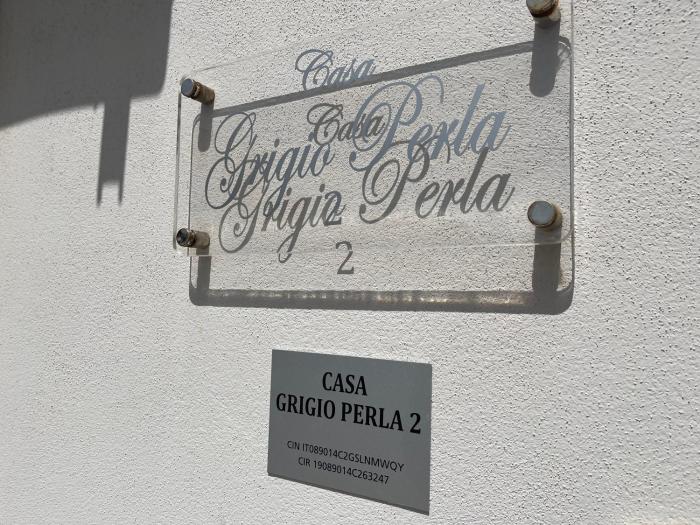 Casa
Grigio Perla
2
CASA
GRIGIO PERLA 2
CIN IT089014C2GSLNMWQY
CIR 19089014C263247